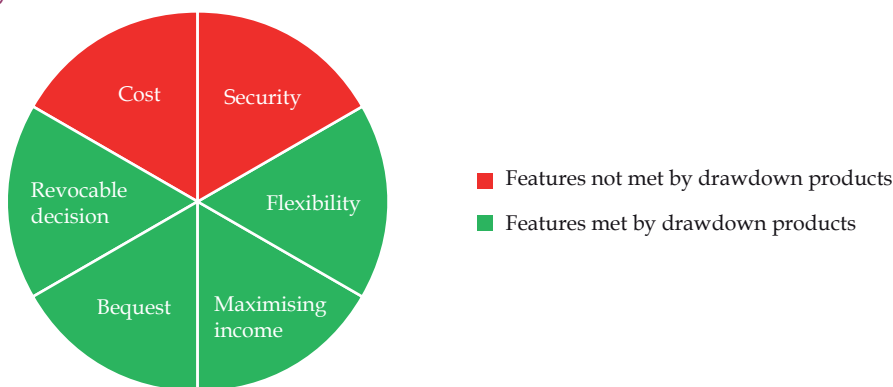 Cost
Security
Revocable
decision
Flexibility
Bequest
Maximising
income
Features not met by drawdown products
Features met by drawdown products